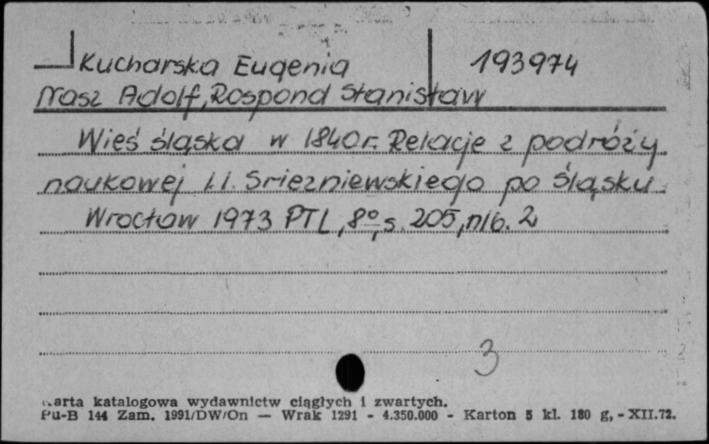 Kucharska Eugenia 193974
Nasz Adolf, Rospond Stanisław
Wieś śląska w 1840 r. Relacje z podróży
naukowej I.I. Sriezniewskiego po Śląsku
Wrocław 1973 PTL, 8º, s. 205, nlb. 2
3
Karta katalogowa wydawnictw ciągłych i zwartych.
Pu-B 144 Zam. 1991/DW/On — Wrak 1291 - 4.350.000 - Karton 5 kl. 180 g, - XII.72.